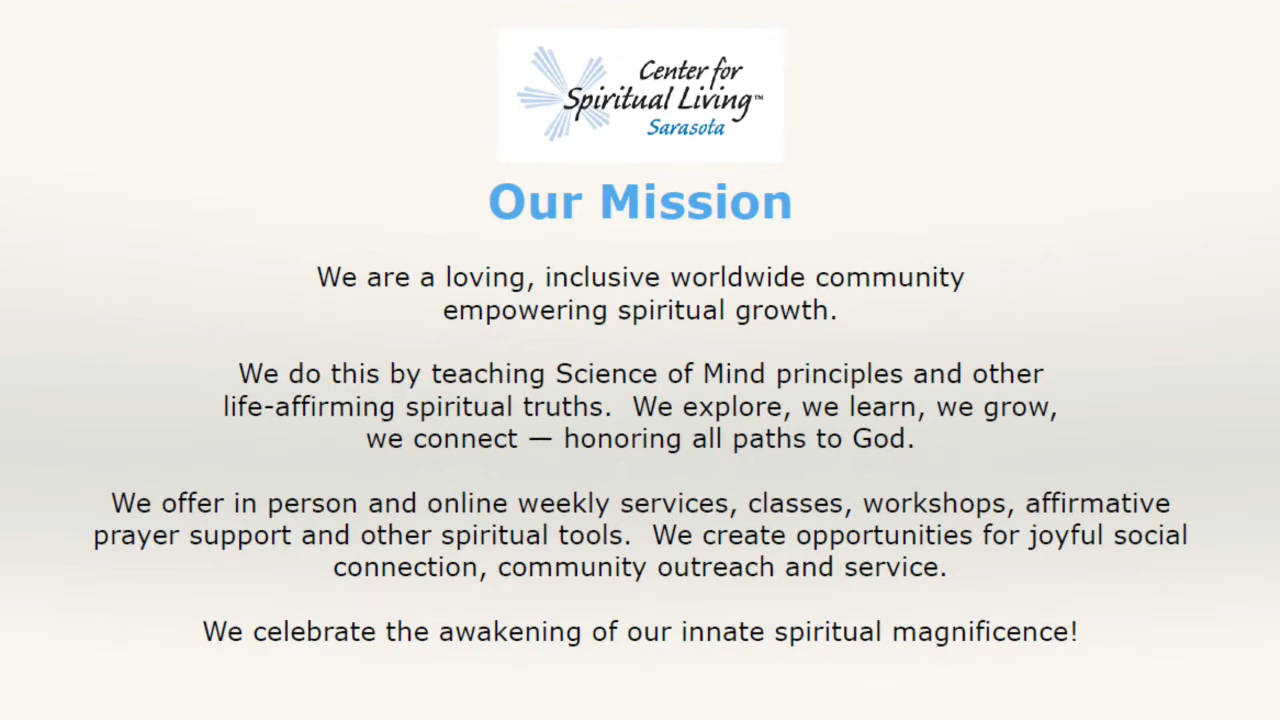 Center for
Spiritual Living™
Sarasota
Our Mission
We are a loving, inclusive worldwide community
empowering spiritual growth.
We do this by teaching Science of Mind principles and other
life-affirming spiritual truths.  We explore, we learn, we grow,
we connect — honoring all paths to God.
We offer in person and online weekly services, classes, workshops, affirmative
prayer support and other spiritual tools.  We create opportunities for joyful social
connection, community outreach and service.
We celebrate the awakening of our innate spiritual magnificence!